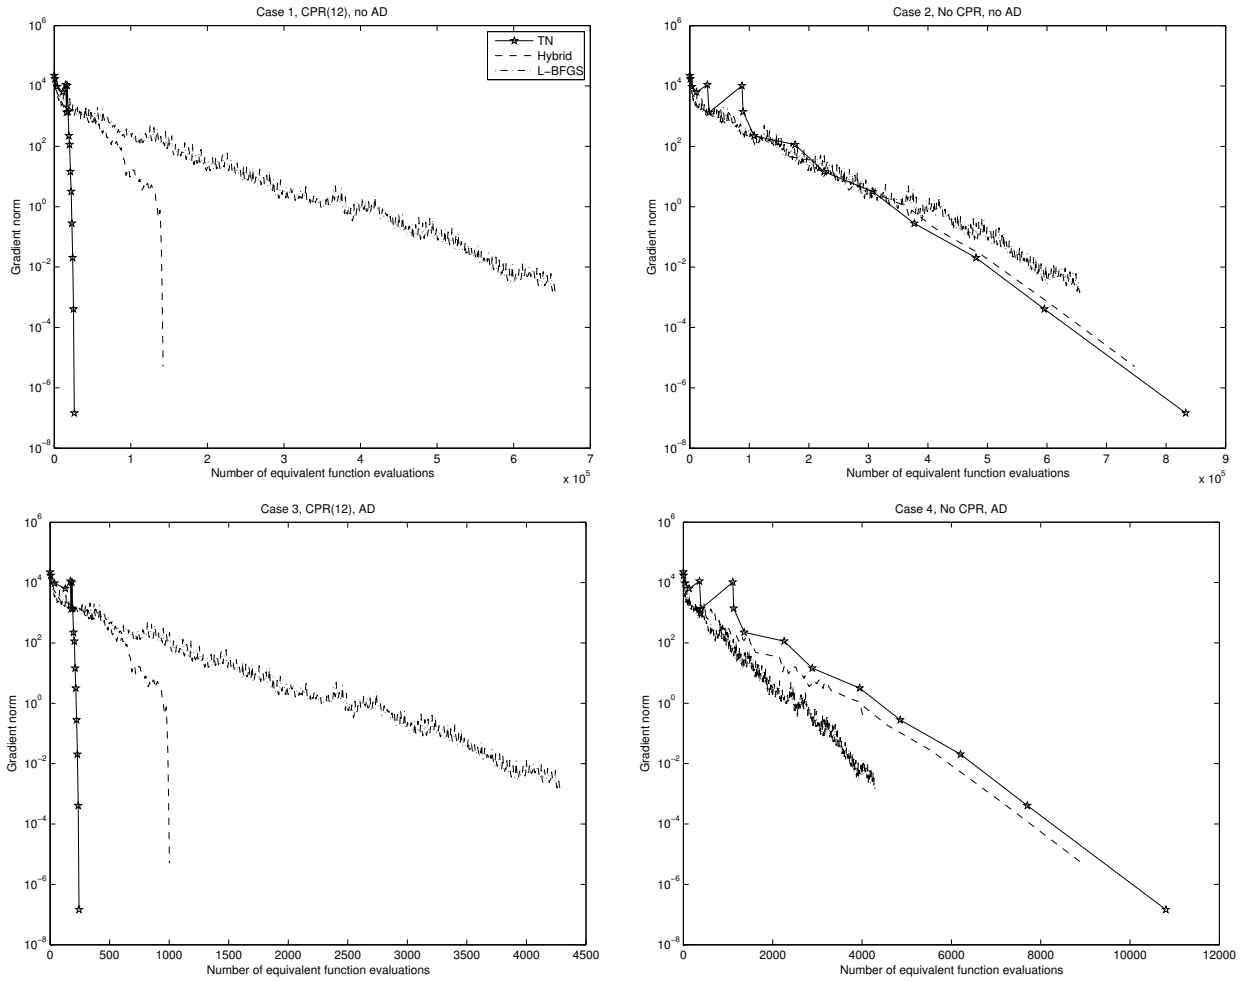 Case 1, CPR(12), no AD
10^6
10^4
10^2
10^0
10^−2
10^−4
10^−6
10^−8
Gradient norm
TN
Hybrid
L−BFGS
0 1 2 3 4 5 6 7
x 10^5
Number of equivalent function evaluations
Case 2, No CPR, no AD
10^6
10^4
10^2
10^0
10^−2
10^−4
10^−6
10^−8
Gradient norm
0 1 2 3 4 5 6 7 8 9
x 10^5
Number of equivalent function evaluations
Case 3, CPR(12), AD
10^6
10^4
10^2
10^0
10^−2
10^−4
10^−6
10^−8
Gradient norm
0 500 1000 1500 2000 2500 3000 3500 4000 4500
Number of equivalent function evaluations
Case 4, No CPR, AD
10^6
10^4
10^2
10^0
10^−2
10^−4
10^−6
10^−8
Gradient norm
0 2000 4000 6000 8000 10000 12000
Number of equivalent function evaluations